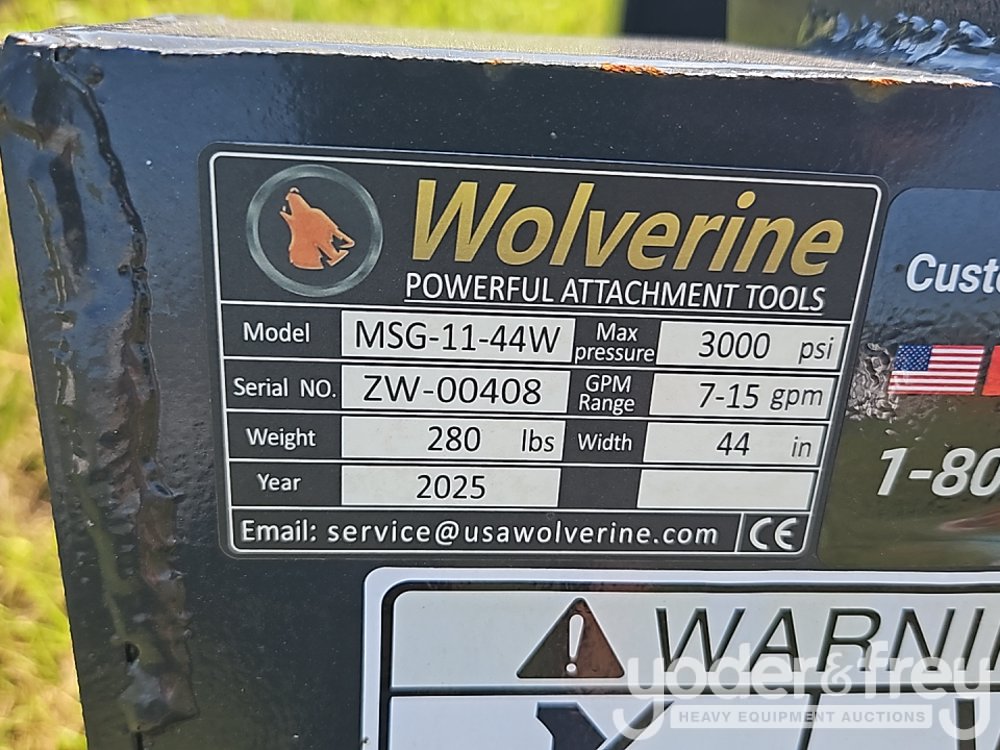 Wolverine
POWERFUL ATTACHMENT TOOLS
Model MSG-11-44W Max pressure 3000 psi
Serial NO. ZW-00408 GPM Range 7-15 gpm
Weight 280 lbs Width 44 in
Year 2025
Email: service@usawolverine.com CE
yoder&frey
HEAVY EQUIPMENT AUCTIONS